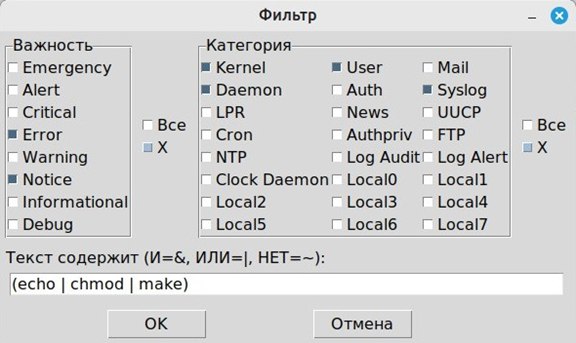 Фильтр
Важность Категория
Emergency Kernel User Mail
Alert Daemon Auth Syslog
Critical LPR News UUCP
Error Все Cron Authpriv FTP Все
Warning X NTP Log Audit Log Alert X
Notice Clock Daemon Local0 Local1
Informational Local2 Local3 Local4
Debug Local5 Local6 Local7
Текст содержит (И=&, ИЛИ=|, НЕТ=~):
(echo | chmod | make)
OK Отмена